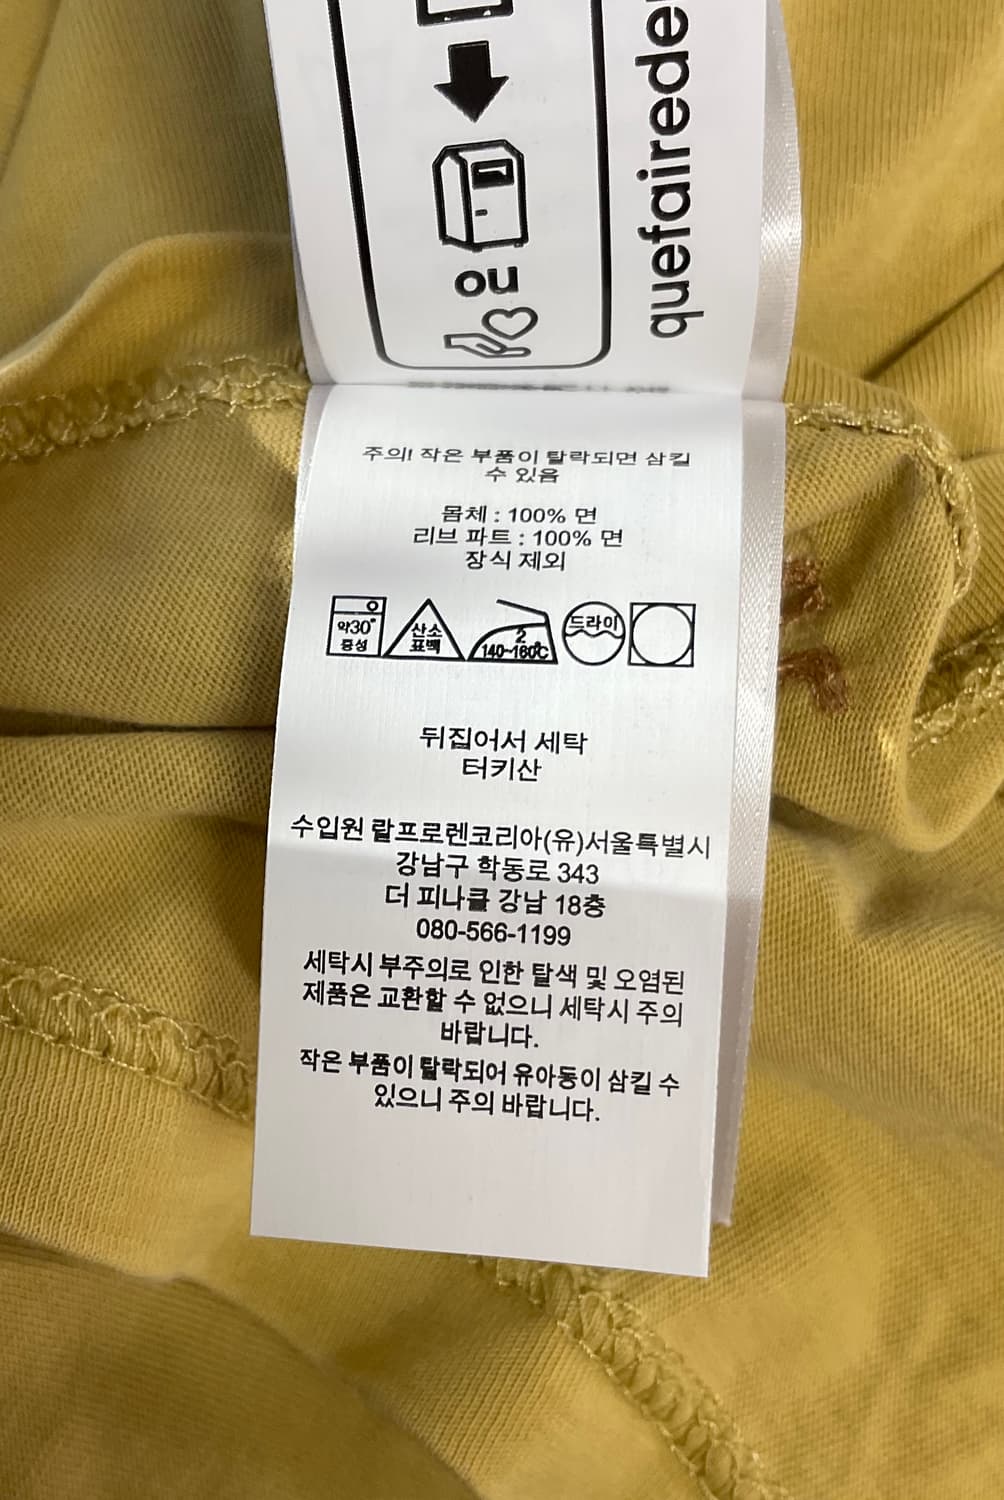 ou
quefairede
주의! 작은 부품이 탈락되면 삼킬
수 있음
몸체 : 100% 면
리브 파트 : 100% 면
장식 제외
약30°
중성
산소
표백
2
140~160℃
드라이
뒤집어서 세탁
터키산
수입원 랄프로렌코리아(유)서울특별시
강남구 학동로 343
더 피나클 강남 18층
080-566-1199
세탁시 부주의로 인한 탈색 및 오염된
제품은 교환할 수 없으니 세탁시 주의
바랍니다.
작은 부품이 탈락되어 유아동이 삼킬 수
있으니 주의 바랍니다.